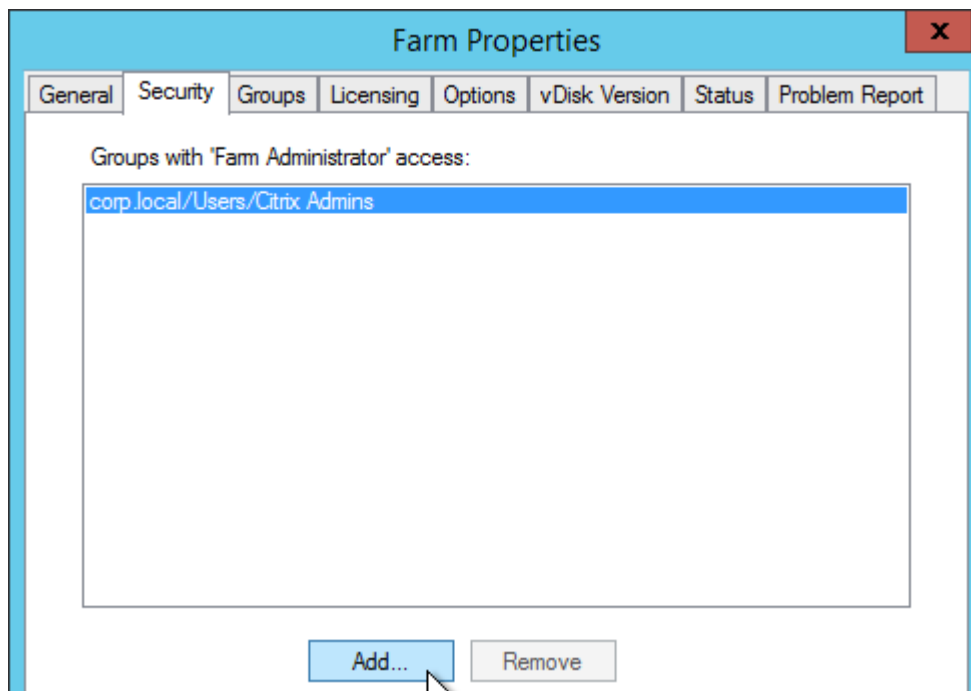 Farm Properties
x
General Security Groups Licensing Options vDisk Version Status Problem Report
Groups with 'Farm Administrator' access:
corp.local/Users/Citrix Admins
Add... Remove